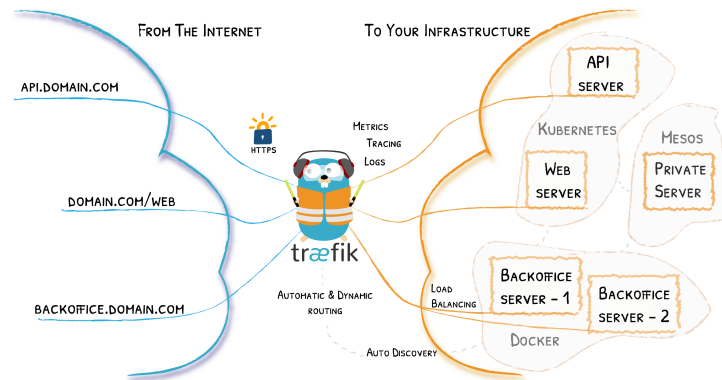 From The Internet
To Your Infrastructure
api.domain.com
API
server
HTTPS
Metrics
Tracing
Logs
Kubernetes
Mesos
Web
server
Private
Server
domain.com/web
træfik
backoffice.domain.com
Automatic & Dynamic
routing
Load
Balancing
Backoffice
server - 1
Backoffice
server - 2
Docker
Auto Discovery